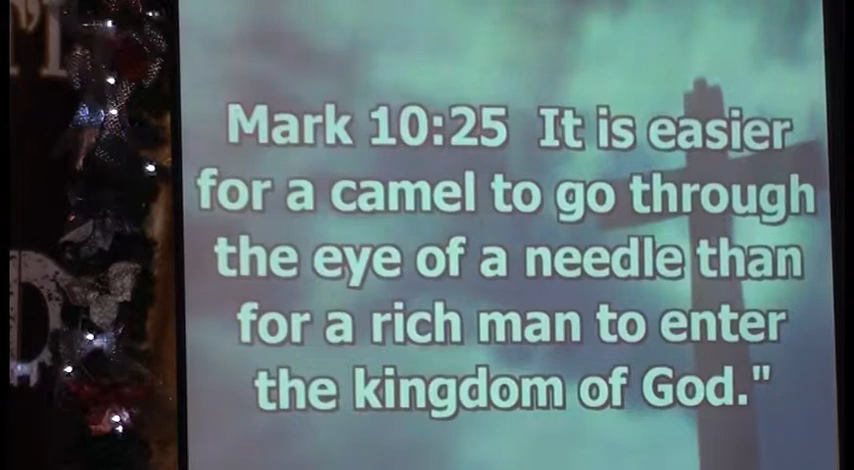 Mark 10:25 It is easier
for a camel to go through
the eye of a needle than
for a rich man to enter
the kingdom of God."